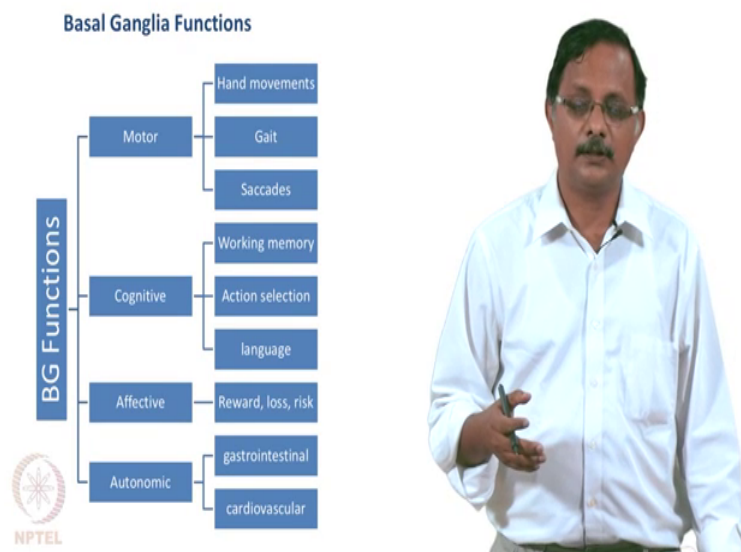 Basal Ganglia Functions
BG Functions
Motor
Hand movements
Gait
Saccades
Cognitive
Working memory
Action selection
language
Affective
Reward, loss, risk
Autonomic
gastrointestinal
cardiovascular
NPTEL